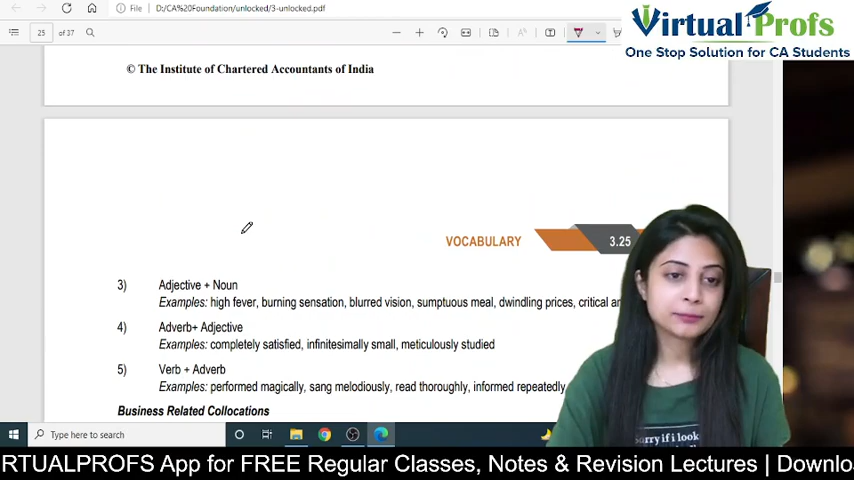 File
D:/CA%20Foundation/unlocked/3-unlocked.pdf
Virtual Profs
One Stop Solution for CA Students
25 of 37
© The Institute of Chartered Accountants of India
VOCABULARY 3.25
3) Adjective + Noun
Examples: high fever, burning sensation, blurred vision, sumptuous meal, dwindling prices, critical
4) Adverb+ Adjective
Examples: completely satisfied, infinitesimally small, meticulously studied
5) Verb + Adverb
Examples: performed magically, sang melodiously, read thoroughly, informed repeatedly
Business Related Collocations
Sorry if i look
Type here to search
RTUALPROFS App for FREE Regular Classes, Notes & Revision Lectures | Downlo